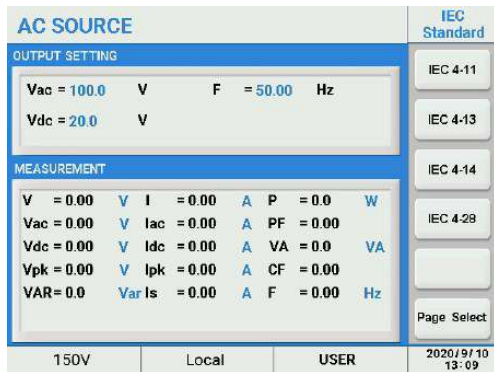 AC SOURCE
IEC
Standard
OUTPUT SETTING
Vac = 100.0 V F = 50.00 Hz
Vdc = 20.0 V
MEASUREMENT
V = 0.00 V I = 0.00 A P = 0.0 W
Vac = 0.00 V Iac = 0.00 A PF = 0.00
Vdc = 0.00 V Idc = 0.00 A VA = 0.0 VA
Vpk = 0.00 V Ipk = 0.00 A CF = 0.00
VAR= 0.0 Var Is = 0.00 A F = 0.00 Hz
IEC 4-11
IEC 4-13
IEC 4-14
IEC 4-28
Page Select
150V Local USER
2020/9/10
13:09